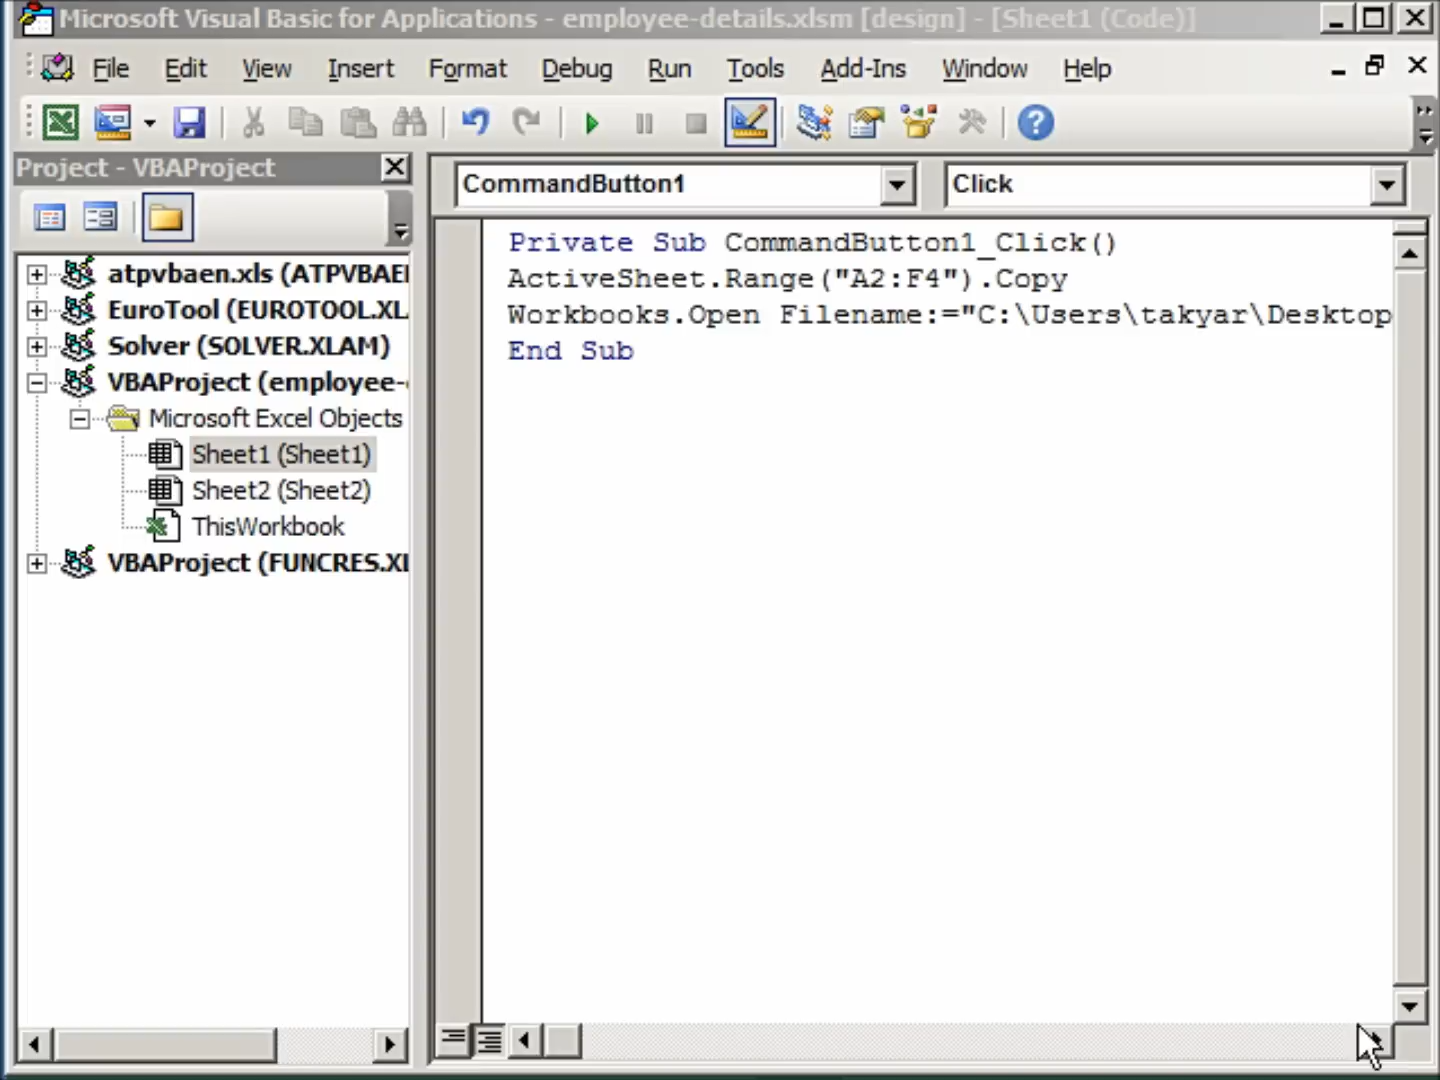 Microsoft Visual Basic for Applications - employee-details.xlsm [design] - [Sheet1 (Code)]
File Edit View Insert Format Debug Run Tools Add-Ins Window Help
Project - VBAProject
CommandButton1 Click
atpvbaen.xls (ATPVBAE
EuroTool (EUROTOOL.XL
Solver (SOLVER.XLAM)
VBAProject (employee-
Microsoft Excel Objects
Sheet1 (Sheet1)
Sheet2 (Sheet2)
ThisWorkbook
VBAProject (FUNCRES.XL
Private Sub CommandButton1_Click()
ActiveSheet.Range("A2:F4").Copy
Workbooks.Open Filename:="C:\Users\takyar\Desktop
End Sub